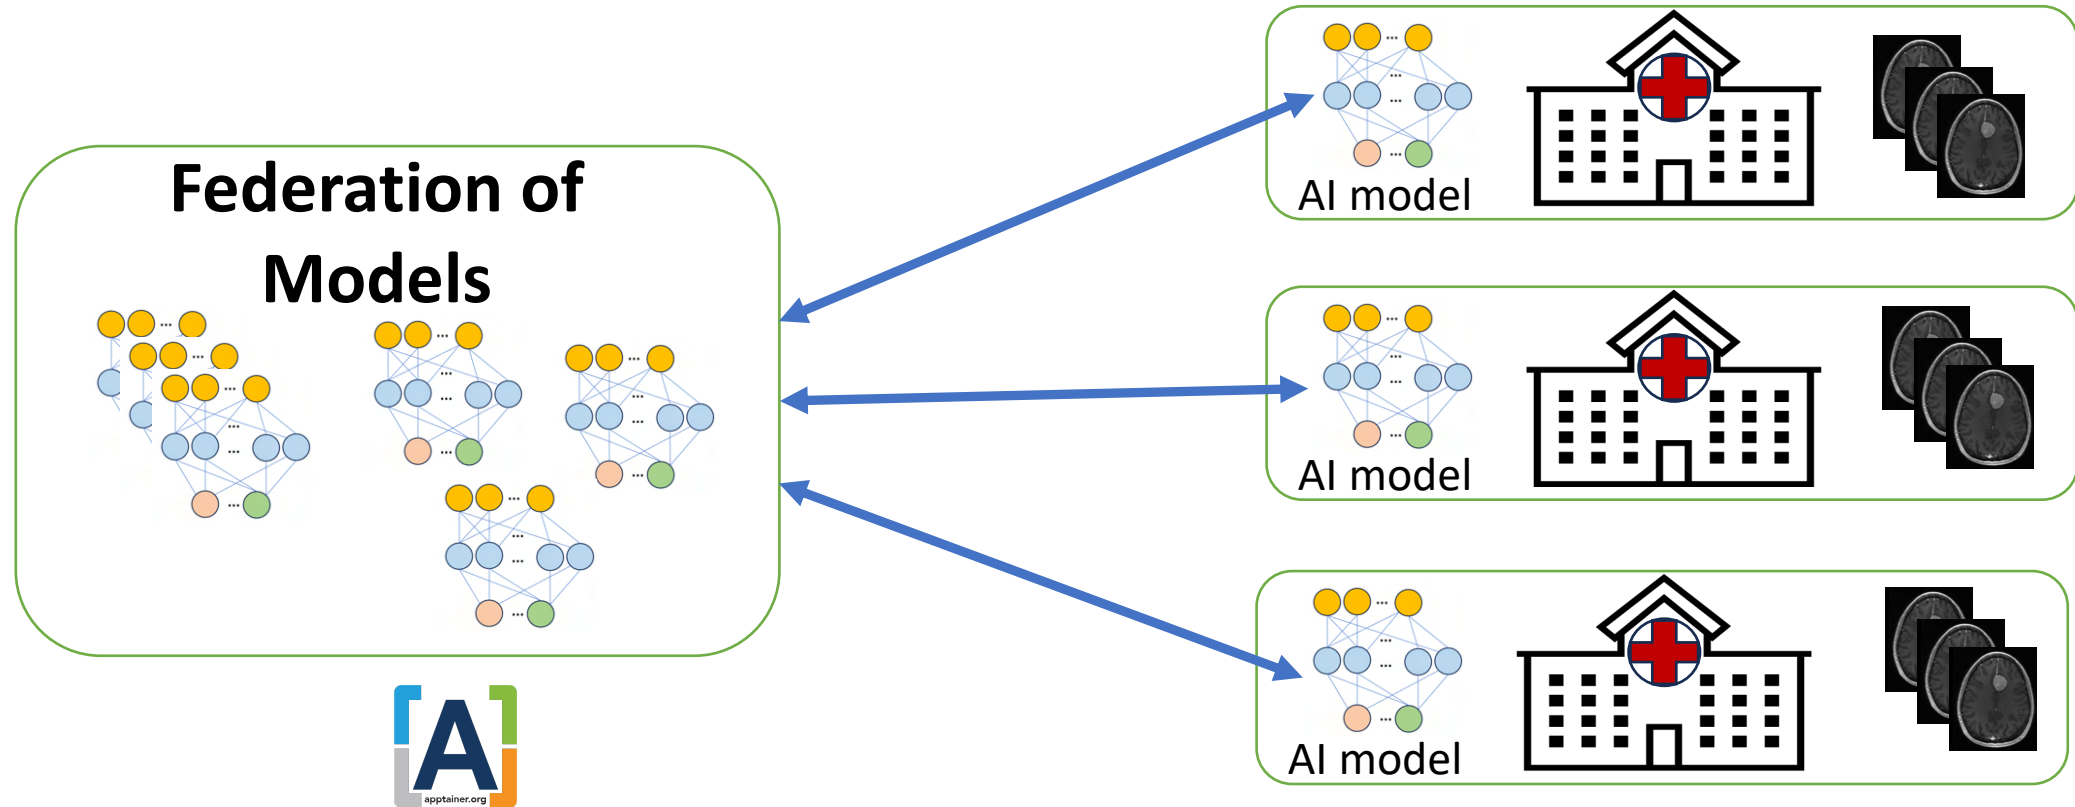 Federation of
Models
AI model
AI model
AI model
A
apptainer.org